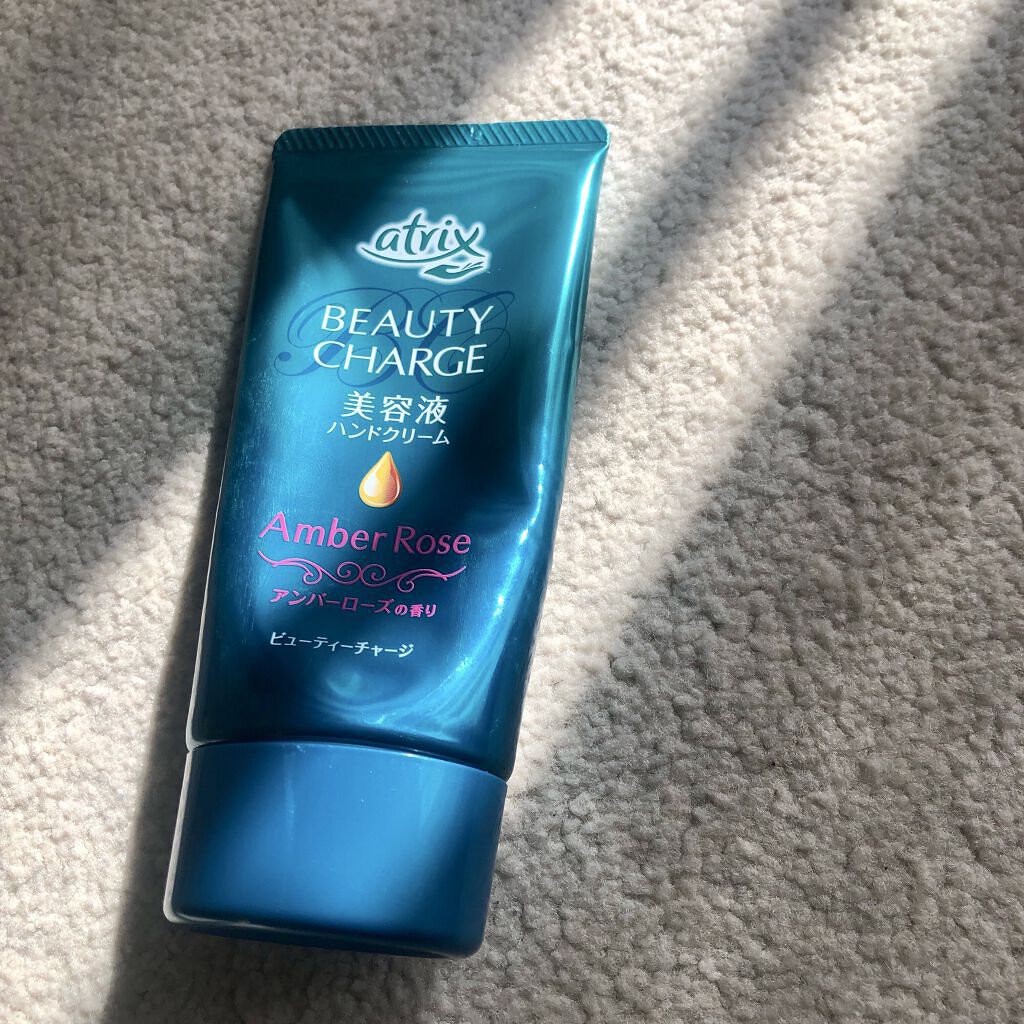 atrix
BC
BEAUTY
CHARGE
美容液
ハンドクリーム
Amber Rose
アンバーローズの香り
ビューティーチャージ